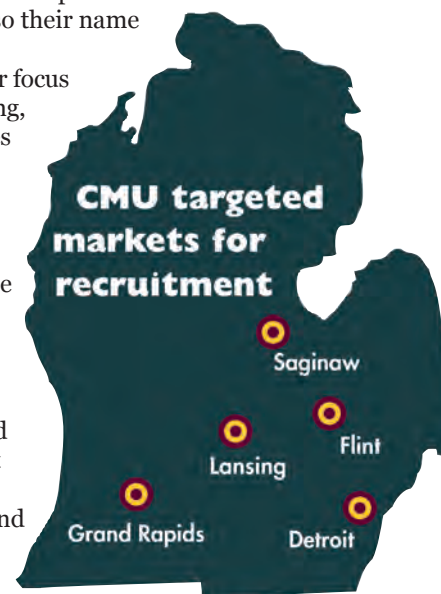 o their name
r focus
ng,
s
CMU targeted
markets for
recruitment
e
Saginaw
d
Flint
Lansing
nd
Grand Rapids
Detroit